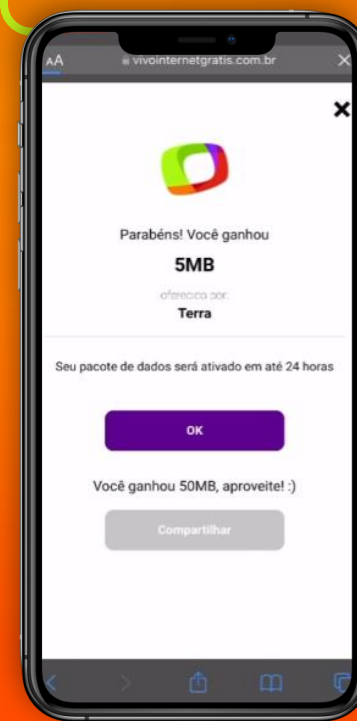 AA vivointernetgratis.com.br
Parabéns! Você ganhou
5MB
oferecido por:
Terra
Seu pacote de dados será ativado em até 24 horas
OK
Você ganhou 50MB, aproveite! :)
Compartilhar